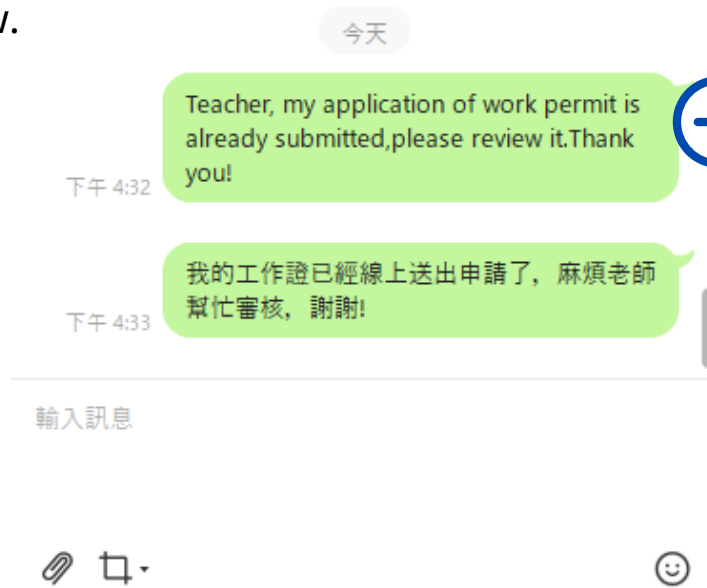 今天
Teacher, my application of work permit is
already submitted,please review it.Thank
you!
下午 4:32
我的工作證已經線上送出申請了，麻煩老師
幫忙審核，謝謝!
下午 4:33
輸入訊息